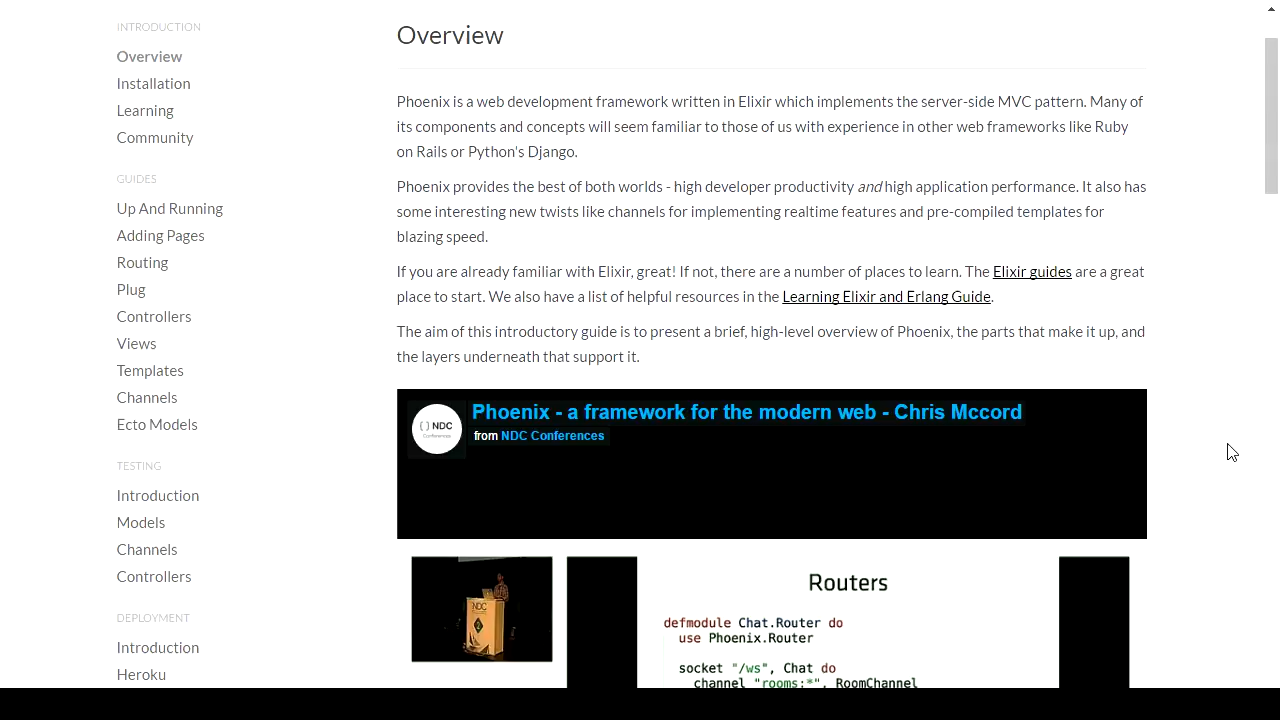 INTRODUCTION
Overview
Installation
Learning
Community
GUIDES
Up And Running
Adding Pages
Routing
Plug
Controllers
Views
Templates
Channels
Ecto Models
TESTING
Introduction
Models
Channels
Controllers
DEPLOYMENT
Introduction
Heroku
Overview
Phoenix is a web development framework written in Elixir which implements the server-side MVC pattern. Many of
its components and concepts will seem familiar to those of us with experience in other web frameworks like Ruby
on Rails or Python's Django.
Phoenix provides the best of both worlds - high developer productivity and high application performance. It also has
some interesting new twists like channels for implementing realtime features and pre-compiled templates for
blazing speed.
If you are already familiar with Elixir, great! If not, there are a number of places to learn. The Elixir guides are a great
place to start. We also have a list of helpful resources in the Learning Elixir and Erlang Guide.
The aim of this introductory guide is to present a brief, high-level overview of Phoenix, the parts that make it up, and
the layers underneath that support it.
{ } NDC
Conferences
Phoenix - a framework for the modern web - Chris Mccord
from NDC Conferences
NDC
Routers
defmodule Chat.Router do
use Phoenix.Router
socket "/ws", Chat do
channel "rooms:*", RoomChannel